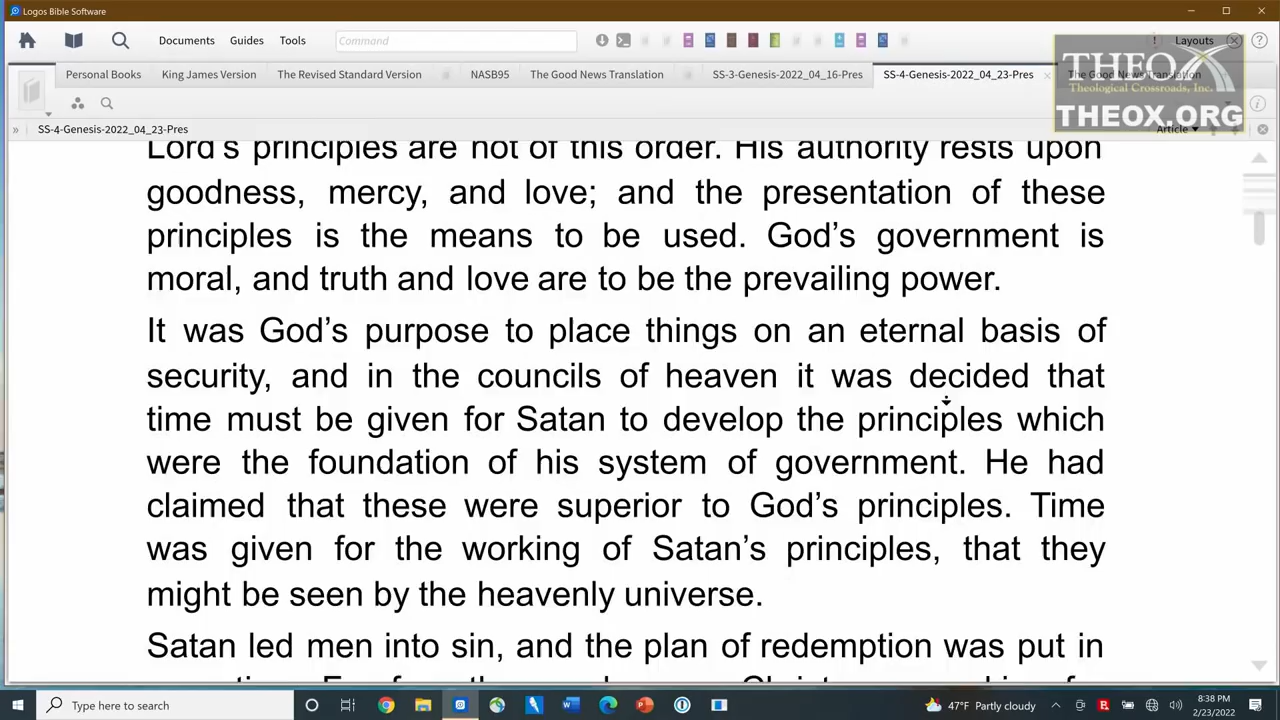 Logos Bible Software
Documents Guides Tools Command Layouts
Personal Books King James Version The Revised Standard Version NASB95 The Good News Translation SS-3-Genesis-2022_04_16-Pres SS-4-Genesis-2022_04_23-Pres The Good News Translation
THEOX
Theological Crossroads, Inc.
THEOX.ORG
SS-4-Genesis-2022_04_23-Pres Article
Lord's principles are not of this order. His authority rests upon
goodness, mercy, and love; and the presentation of these
principles is the means to be used. God's government is
moral, and truth and love are to be the prevailing power.
It was God's purpose to place things on an eternal basis of
security, and in the councils of heaven it was decided that
time must be given for Satan to develop the principles which
were the foundation of his system of government. He had
claimed that these were superior to God's principles. Time
was given for the working of Satan's principles, that they
might be seen by the heavenly universe.
Satan led men into sin, and the plan of redemption was put in
Type here to search
47°F Partly cloudy
8:38 PM
2/23/2022